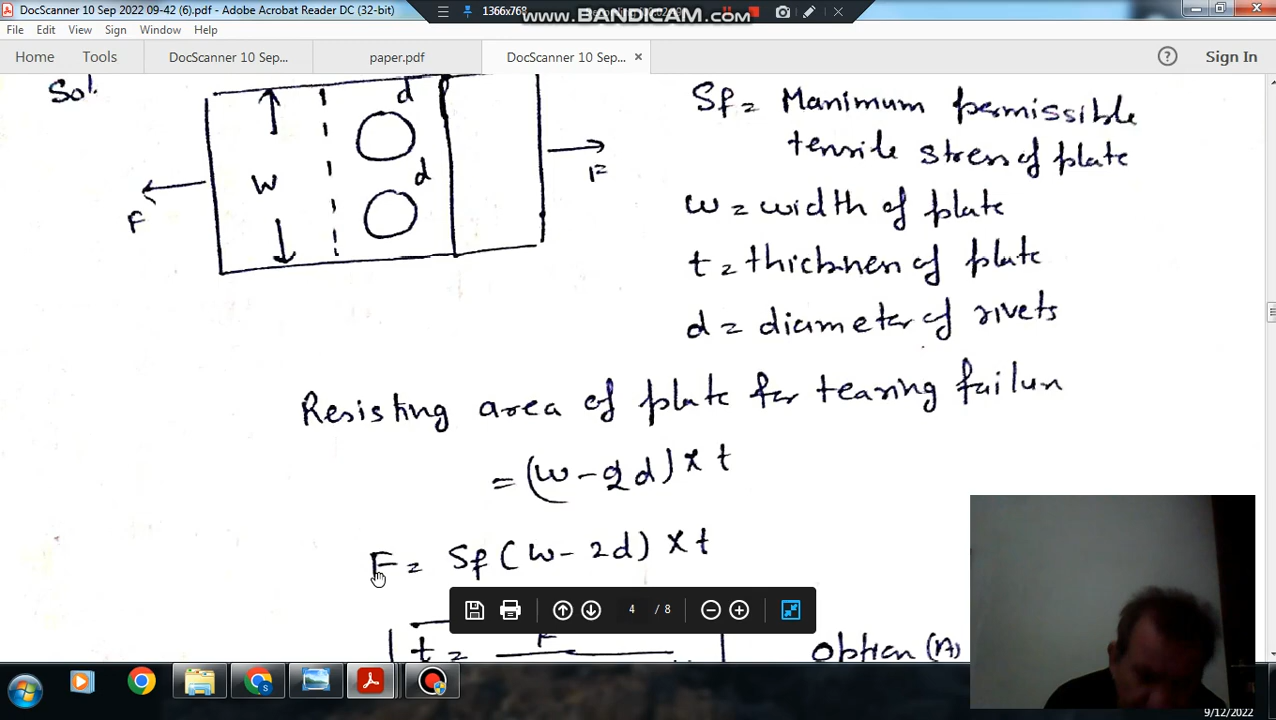 DocScanner 10 Sep 2022 09-42 (6).pdf - Adobe Acrobat Reader DC (32-bit)
1366x768
www.BANDICAM.com
File Edit View Sign Window Help
Home Tools DocScanner 10 Sep... paper.pdf DocScanner 10 Sep... × Sign In
Sol.
d
W
d
F
F
Sf = Manimum permissible
tensile stress of plate
w = width of plate
t = thickness of plate
d = diameter of rivets
Resisting area of plate for tearing failure
= (w - 2d) × t
F = Sf (w - 2d) × t
4 / 8
t = F
Option (A)
9/12/2022